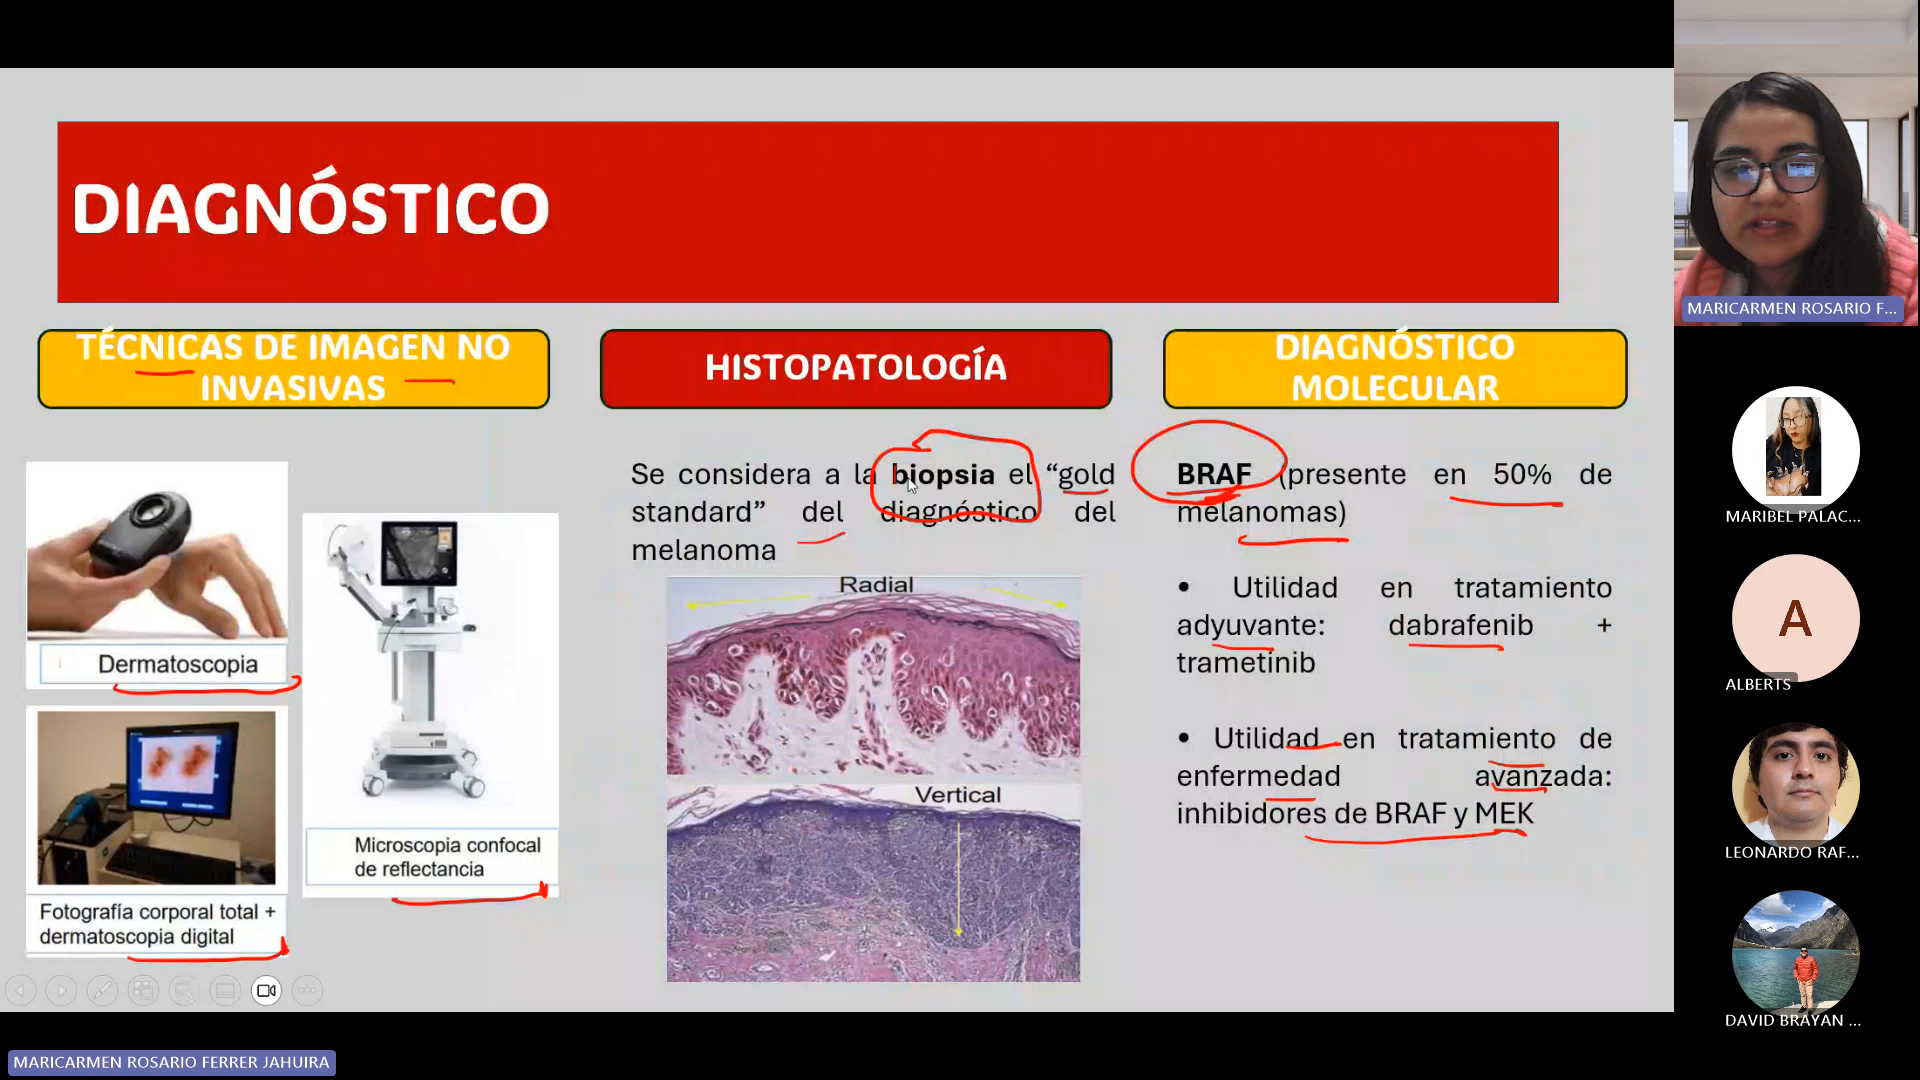 DIAGNÓSTICO
TÉCNICAS DE IMAGEN NO
INVASIVAS
Dermatoscopia
Fotografía corporal total +
dermatoscopia digital
Microscopia confocal
de reflectancia
HISTOPATOLOGÍA
Se considera a la biopsia el “gold
standard” del diagnóstico del
melanoma
Radial
Vertical
DIAGNÓSTICO
MOLECULAR
BRAF (presente en 50% de
melanomas)
• Utilidad en tratamiento
adyuvante: dabrafenib +
trametinib
• Utilidad en tratamiento de
enfermedad avanzada:
inhibidores de BRAF y MEK
MARICARMEN ROSARIO F...
MARIBEL PALAC...
A
ALBERTS
LEONARDO RAF...
DAVID BRAYAN ...
MARICARMEN ROSARIO FERRER JAHUIRA